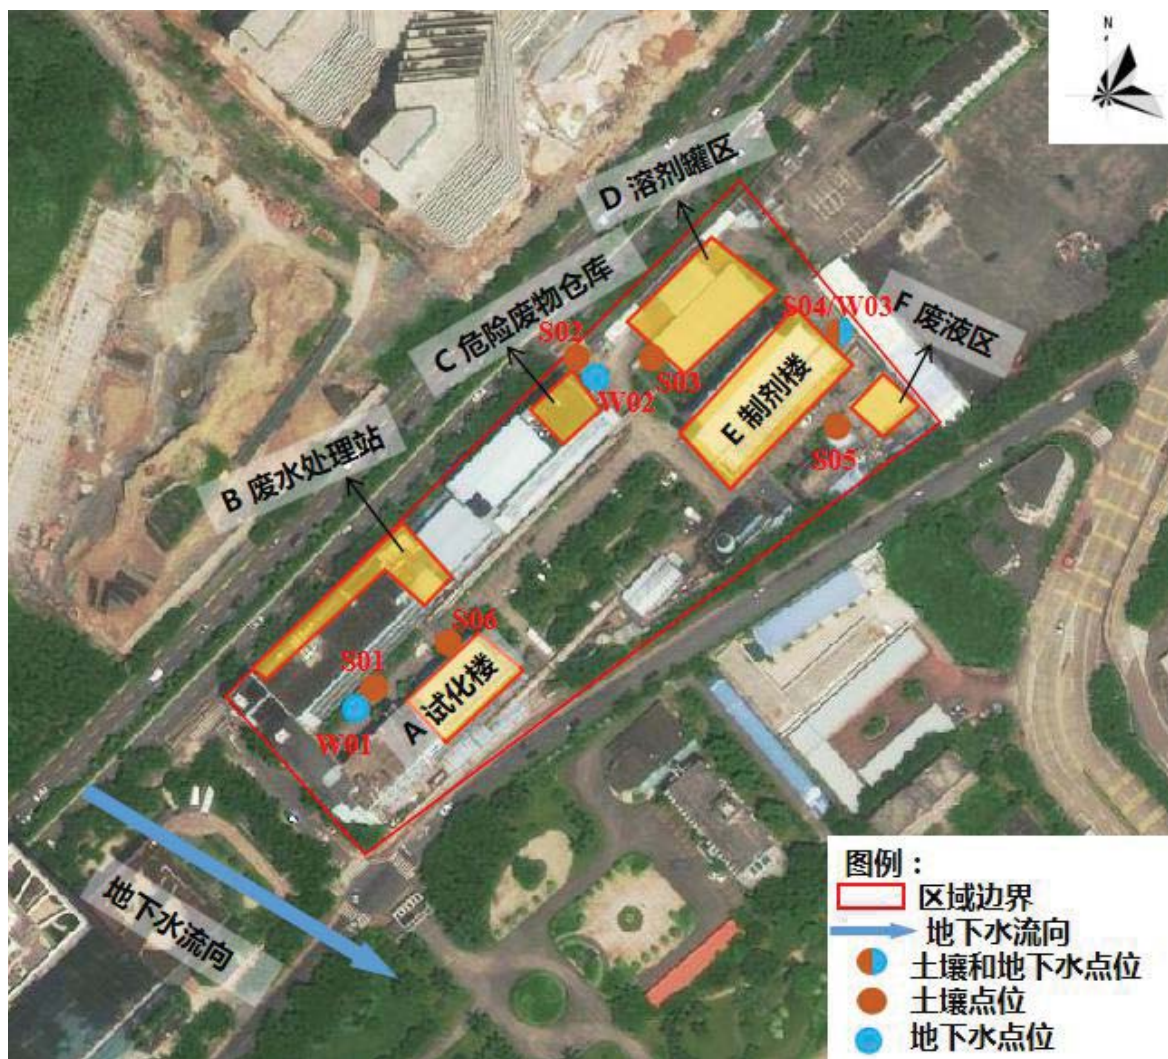 N
D 溶剂罐区
C 危险废物仓库
S02
S04/W03
F 废液区
S03
W02
E 制剂楼
S05
B 废水处理站
S06
S01
A 试化楼
W01
地下水流向
图例：
区域边界
地下水流向
土壤和地下水点位
土壤点位
地下水点位